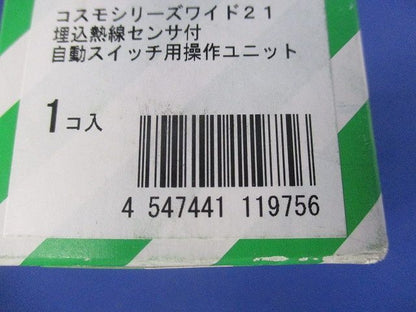 コスモシリーズワイド21
埋込熱線センサ付
自動スイッチ用操作ユニット
1コ入
4 547441 119756